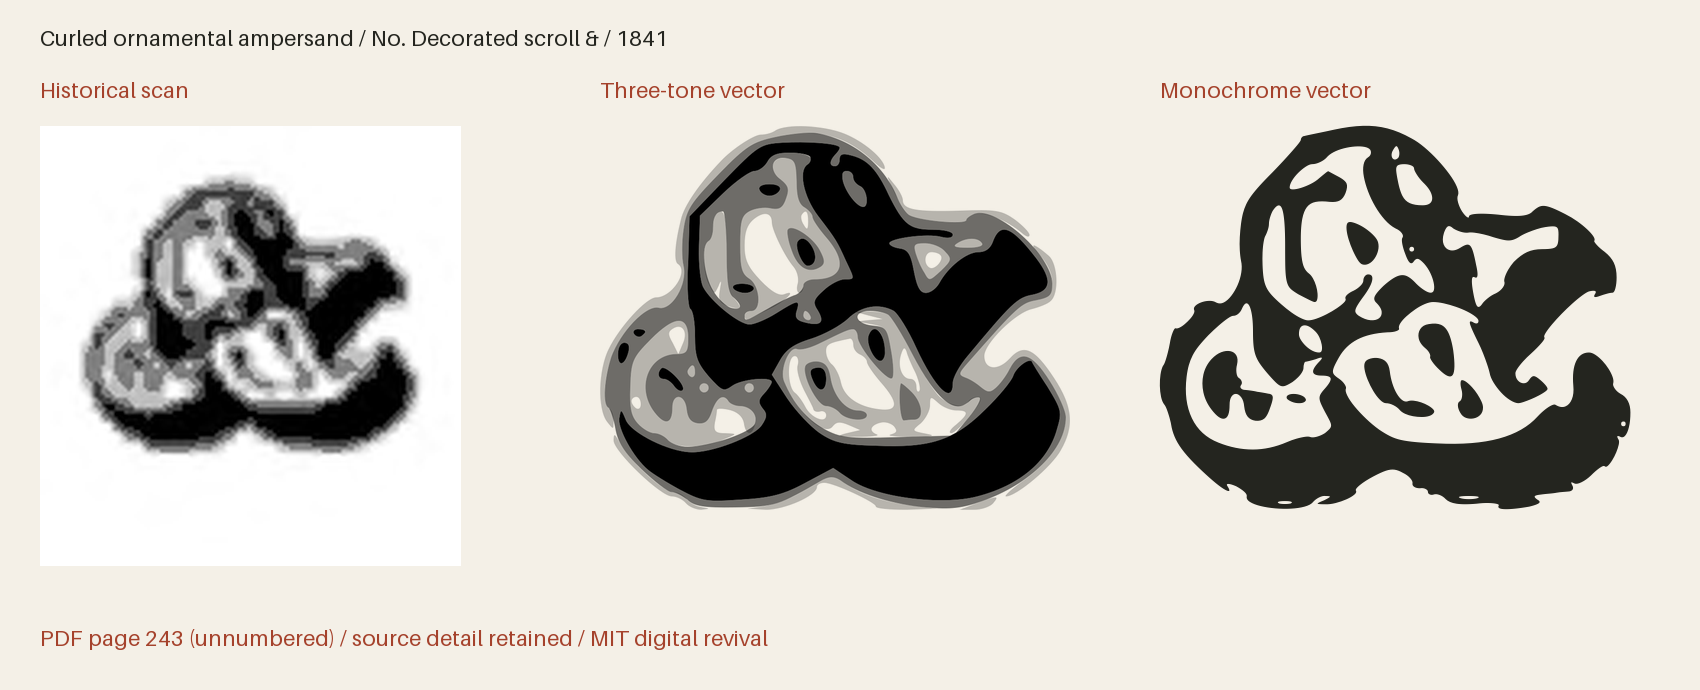 Curled ornamental ampersand / No. Decorated scroll & / 1841
Historical scan
Three-tone vector
Monochrome vector
PDF page 243 (unnumbered) / source detail retained / MIT digital revival